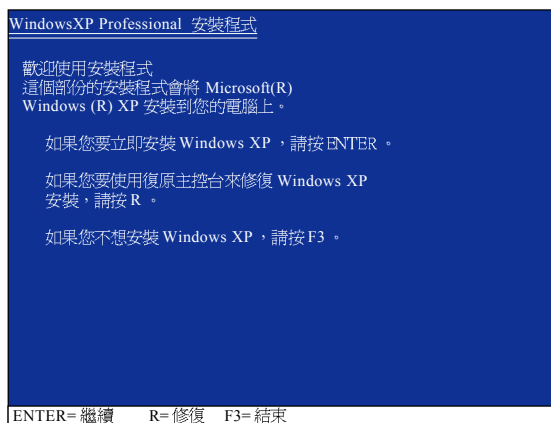 WindowsXP Professional 安裝程式
歡迎使用安裝程式
這個部份的安裝程式會將 Microsoft(R)
Windows (R) XP 安裝到您的電腦上。
如果您要立即安裝 Windows XP ，請按 ENTER 。
如果您要使用復原主控台來修復 Windows XP
安裝，請按 R 。
如果您不想安裝 Windows XP ，請按 F3 。
ENTER= 繼續 R= 修復 F3= 結束